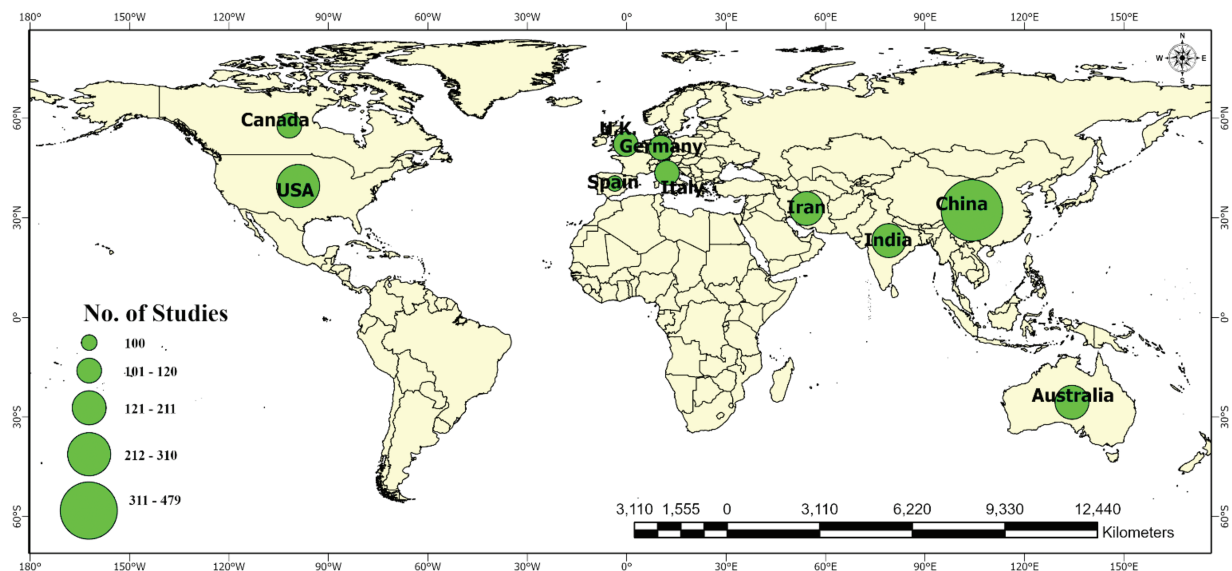 180° 150°W 120°W 90°W 60°W 30°W 0° 30°E 60°E 90°E 120°E 150°E
N
W E
S
60°N 60°N
Canada
U.K.
Germany
USA
Spain
Italy
30°N 30°N
Iran
China
India
No. of Studies
0° 0°
100
101 - 120
121 - 211
212 - 310
311 - 479
Australia
30°S 30°S
60°S 60°S
3,110 1,555 0 3,110 6,220 9,330 12,440
Kilometers
180° 150°W 120°W 90°W 60°W 30°W 0° 30°E 60°E 90°E 120°E 150°E